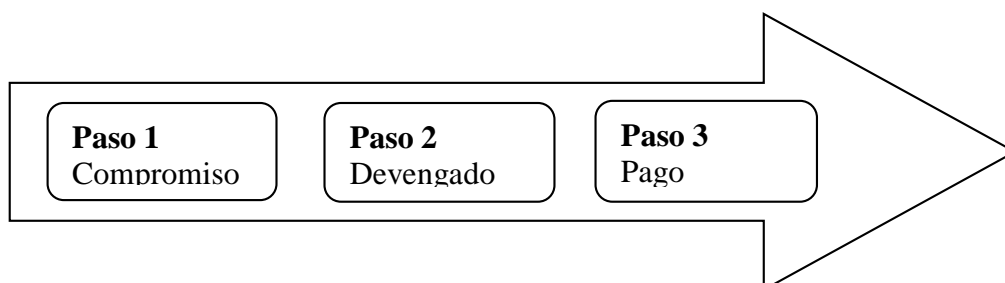 Paso 1
Compromiso
Paso 2
Devengado
Paso 3
Pago